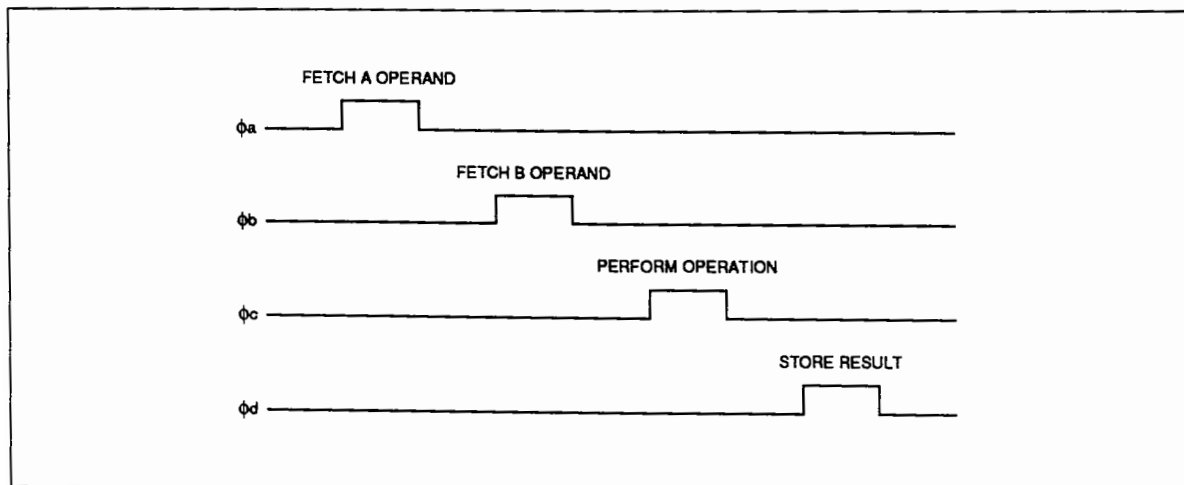 FETCH A OPERAND
ϕa
FETCH B OPERAND
ϕb
PERFORM OPERATION
ϕc
STORE RESULT
ϕd